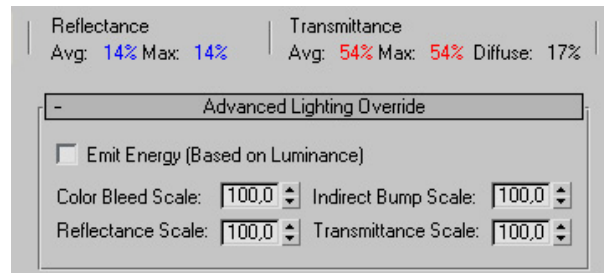 Reflectance Transmittance
Avg: 14% Max: 14% Avg: 54% Max: 54% Diffuse: 17%
- Advanced Lighting Override
Emit Energy (Based on Luminance)
Color Bleed Scale: 100,0 Indirect Bump Scale: 100,0
Reflectance Scale: 100,0 Transmittance Scale: 100,0